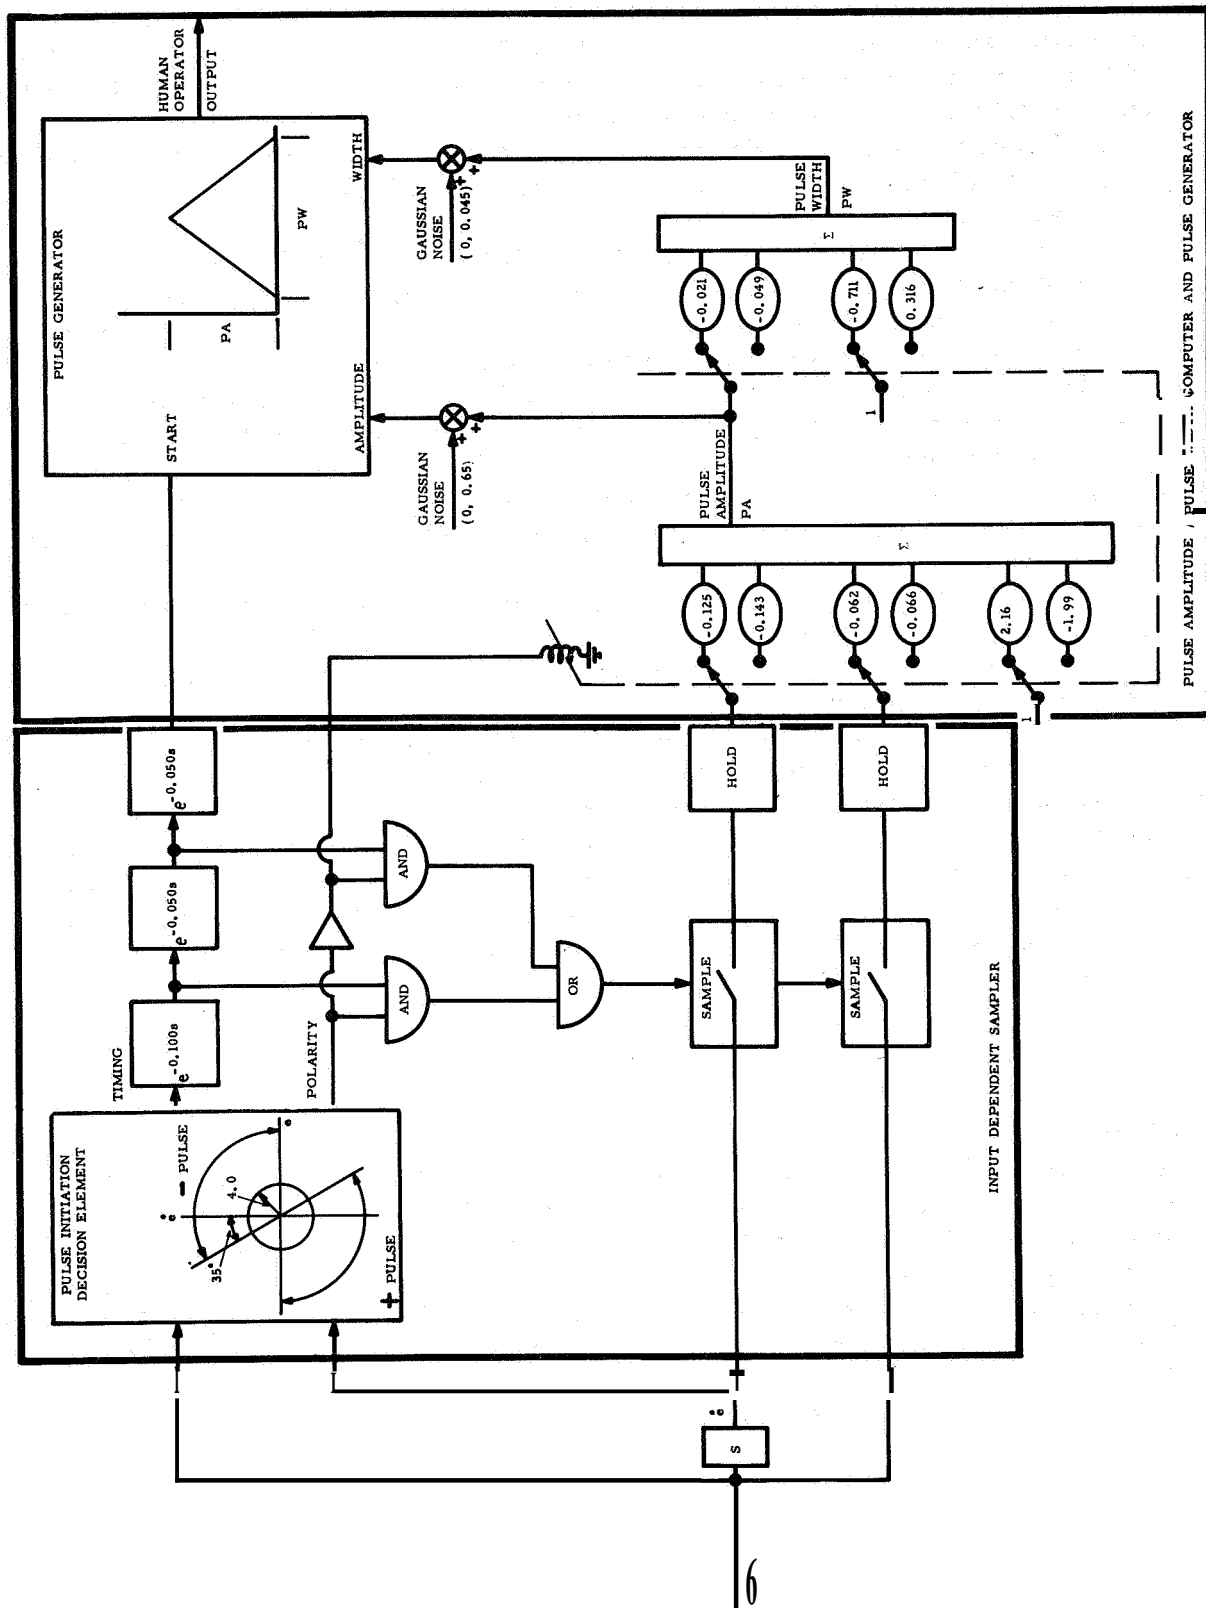 PULSE INITIATION
DECISION ELEMENT
− PULSE
ė
35°
4.0
e
+ PULSE
TIMING
e-0.100s
e-0.050s
e-0.050s
POLARITY
AND
AND
OR
SAMPLE
SAMPLE
HOLD
HOLD
INPUT DEPENDENT SAMPLER
S
ė
PULSE GENERATOR
START
PA
PW
AMPLITUDE
WIDTH
HUMAN
OPERATOR
OUTPUT
GAUSSIAN
NOISE
(0, 0.65)
+
+
GAUSSIAN
NOISE
(0, 0.045)
+
+
-0.125
-0.143
-0.062
-0.066
2.16
-1.99
1
Σ
PULSE
AMPLITUDE
PA
-0.021
-0.049
-0.711
0.316
1
Σ
PULSE
WIDTH
PW
PULSE AMPLITUDE / PULSE COMPUTER AND PULSE GENERATOR
6